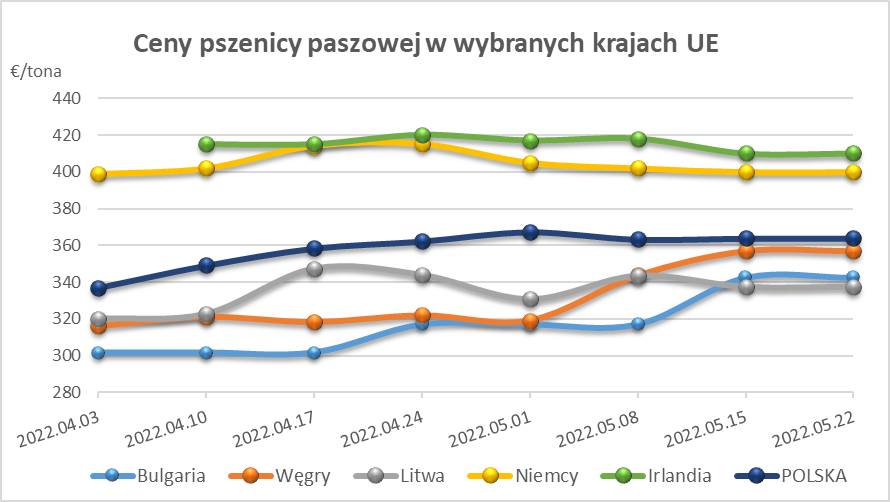 Ceny pszenicy paszowej w wybranych krajach UE
€/tona
440
420
400
380
360
340
320
300
280
2022.04.03 2022.04.10 2022.04.17 2022.04.24 2022.05.01 2022.05.08 2022.05.15 2022.05.22
Bulgaria Węgry Litwa Niemcy Irlandia POLSKA